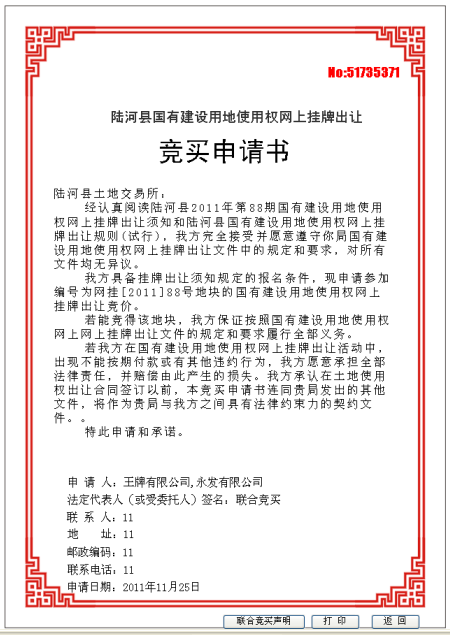 No:51735371
陆河县国有建设用地使用权网上挂牌出让
竞买申请书
陆河县土地交易所：
经认真阅读陆河县2011年第88期国有建设用地使用
权网上挂牌出让须知和陆河县国有建设用地使用权网上挂
牌出让规则(试行)，我方完全接受并愿意遵守你局国有建
设用地使用权网上挂牌出让文件中的规定和要求，对所有
文件均无异议。
我方具备挂牌出让须知规定的报名条件，现申请参加
编号为网挂[2011]88号地块的国有建设用地使用权网上
挂牌出让竞价。
若能竞得该地块，我方保证按照国有建设用地使用权
网上网上挂牌出让文件的规定和要求履行全部义务。
若我方在国有建设用地使用权网上挂牌出让活动中，
出现不能按期付款或有其他违约行为，我方愿意承担全部
法律责任，并赔偿由此产生的损失。我方承认在土地使用
权出让合同签订以前，本竞买申请书连同贵局发出的其他
文件，将作为贵局与我方之间具有法律约束力的契约文
件。。
特此申请和承诺。
申 请 人：王牌有限公司,永发有限公司
法定代表人（或受委托人）签名：联合竞买
联 系 人：11
地 址：11
邮政编码：11
联系电话：11
申请日期：2011年11月25日
联合竞买声明 打 印 返 回